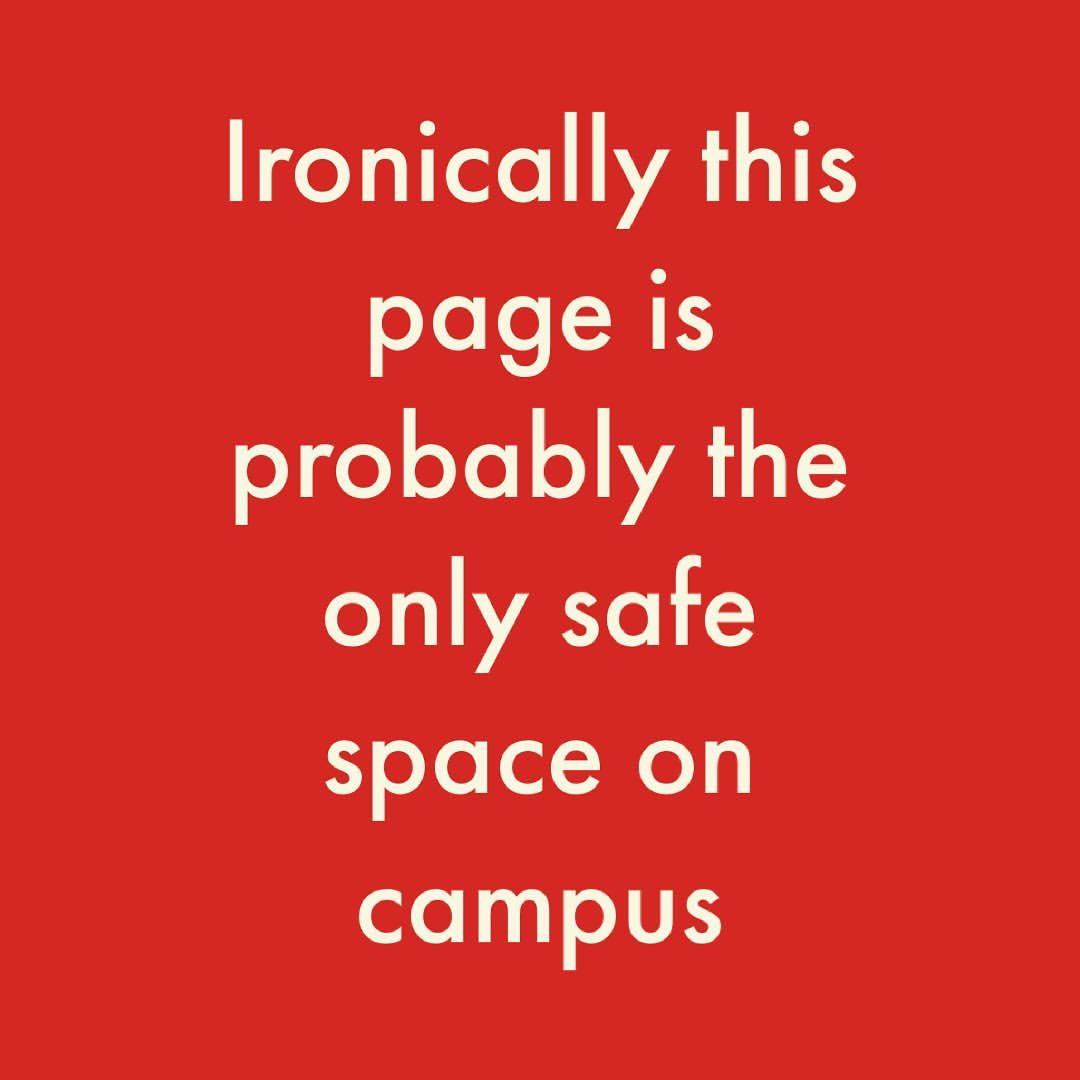 Ironically this
page is
probably the
only safe
space on
campus